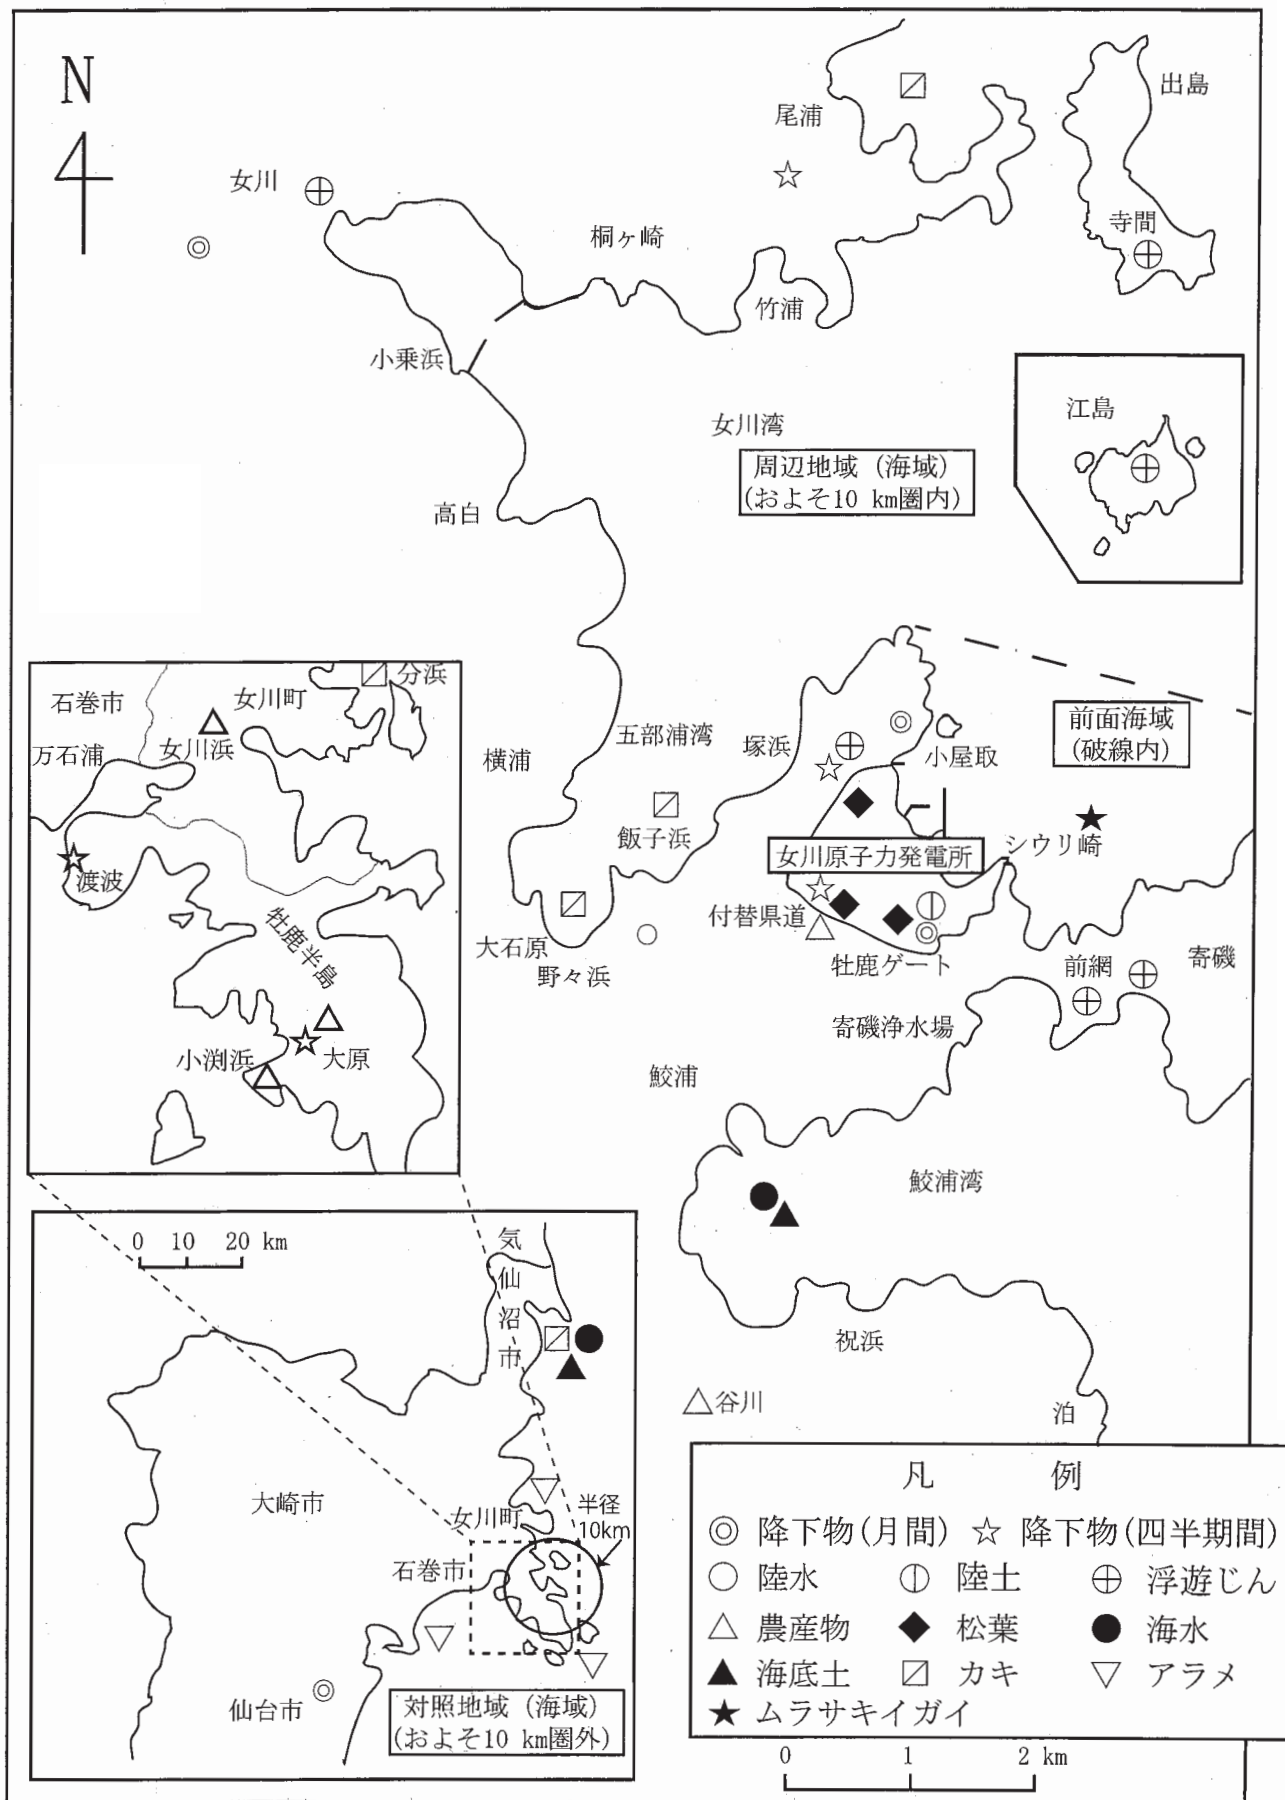 N
出島
尾浦
女川
寺間
桐ヶ崎
竹浦
小乗浜
江島
女川湾
周辺地域（海域）
(およそ10 km圏内)
高白
石巻市
女川町
分浜
万石浦
女川浜
渡波
牡鹿半島
大原
小渕浜
前面海域
(破線内)
五部浦湾
塚浜
小屋取
横浦
飯子浜
シウリ崎
女川原子力発電所
付替県道
大石原
野々浜
牡鹿ゲート
前網
寄磯
寄磯浄水場
鮫浦
鮫浦湾
祝浜
谷川
泊
0 10 20 km
気仙沼市
大崎市
女川町
半径
10km
石巻市
仙台市
対照地域（海域）
(およそ10 km圏外)
凡 例
◎ 降下物(月間) ☆ 降下物(四半期間)
○ 陸水 陸土 ⊕ 浮遊じん
△ 農産物 ◆ 松葉 ● 海水
▲ 海底土 カキ ▽ アラメ
★ ムラサキイガイ
0 1 2 km